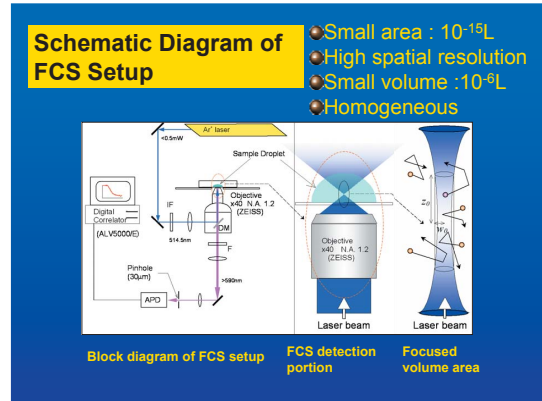 Schematic Diagram of
FCS Setup
Small area : 10⁻¹⁵L
High spatial resolution
Small volume :10⁻⁶L
Homogeneous
Ar⁺ laser
<0.5mW
Sample Droplet
Objective
x40 N.A. 1.2
(ZEISS)
IF
DM
Digital
Correlator
(ALV5000/E)
514.5nm
F
>590nm
Pinhole
(30μm)
APD
Objective
x40 N.A. 1.2
(ZEISS)
Laser beam
z₀
w₀
Laser beam
Block diagram of FCS setup
FCS detection
portion
Focused
volume area